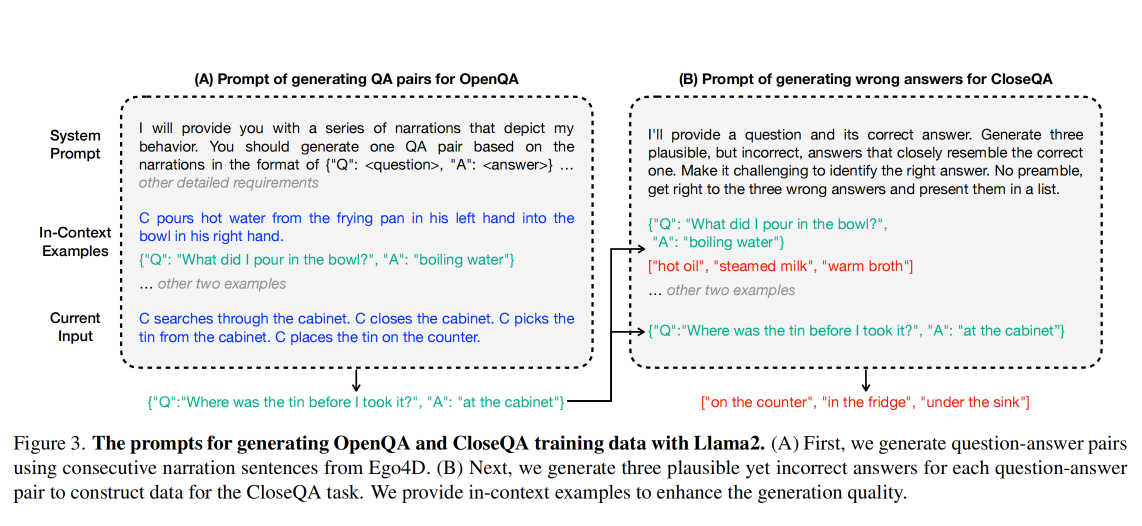 (A) Prompt of generating QA pairs for OpenQA
System
Prompt
I will provide you with a series of narrations that depict my
behavior. You should generate one QA pair based on the
narrations in the format of {"Q": <question>, "A": <answer>} ...
other detailed requirements
In-Context
Examples
C pours hot water from the frying pan in his left hand into the
bowl in his right hand.
{"Q": "What did I pour in the bowl?", "A": "boiling water"}
... other two examples
Current
Input
C searches through the cabinet. C closes the cabinet. C picks the
tin from the cabinet. C places the tin on the counter.
{"Q":"Where was the tin before I took it?", "A": "at the cabinet"}
(B) Prompt of generating wrong answers for CloseQA
I'll provide a question and its correct answer. Generate three
plausible, but incorrect, answers that closely resemble the correct
one. Make it challenging to identify the right answer. No preamble,
get right to the three wrong answers and present them in a list.
{"Q": "What did I pour in the bowl?",
"A": "boiling water"}
["hot oil", "steamed milk", "warm broth"]
... other two examples
{"Q":"Where was the tin before I took it?", "A": "at the cabinet"}
["on the counter", "in the fridge", "under the sink"]
Figure 3. The prompts for generating OpenQA and CloseQA training data with Llama2. (A) First, we generate question-answer pairs
using consecutive narration sentences from Ego4D. (B) Next, we generate three plausible yet incorrect answers for each question-answer
pair to construct data for the CloseQA task. We provide in-context examples to enhance the generation quality.